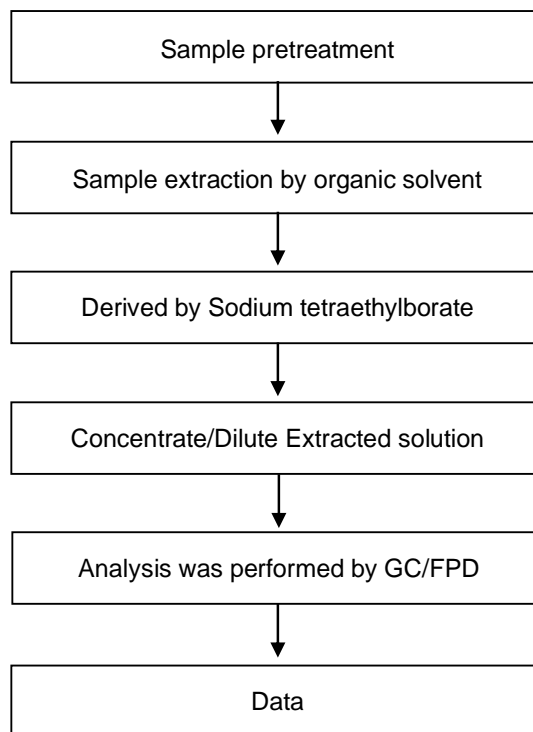 Sample pretreatment
Sample extraction by organic solvent
Derived by Sodium tetraethylborate
Concentrate/Dilute Extracted solution
Analysis was performed by GC/FPD
Data